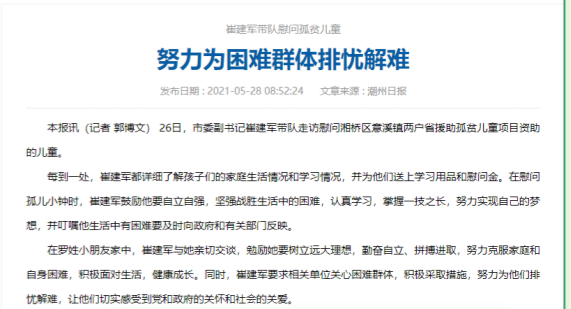 崔建军带队慰问孤贫儿童
努力为困难群体排忧解难
发布日期：2021-05-28 08:52:24 文章来源：潮州日报
本报讯（记者 郭博文） 26日，市委副书记崔建军带队走访慰问湘桥区意溪镇两户省援助孤贫儿童项目资助
的儿童。
每到一处，崔建军都详细了解孩子们的家庭生活情况和学习情况，并为他们送上学习用品和慰问金。在慰问
孤儿小钟时，崔建军鼓励他要自立自强，坚强战胜生活中的困难，认真学习，掌握一技之长，努力实现自己的梦
想，并叮嘱他生活中有困难要及时向政府和有关部门反映。
在罗姓小朋友家中，崔建军与她亲切交谈，勉励她要树立远大理想，勤奋自立、拼搏进取，努力克服家庭和
自身困难，积极面对生活，健康成长。同时，崔建军要求相关单位关心困难群体，积极采取措施，努力为他们排
忧解难，让他们切实感受到党和政府的关怀和社会的关爱。